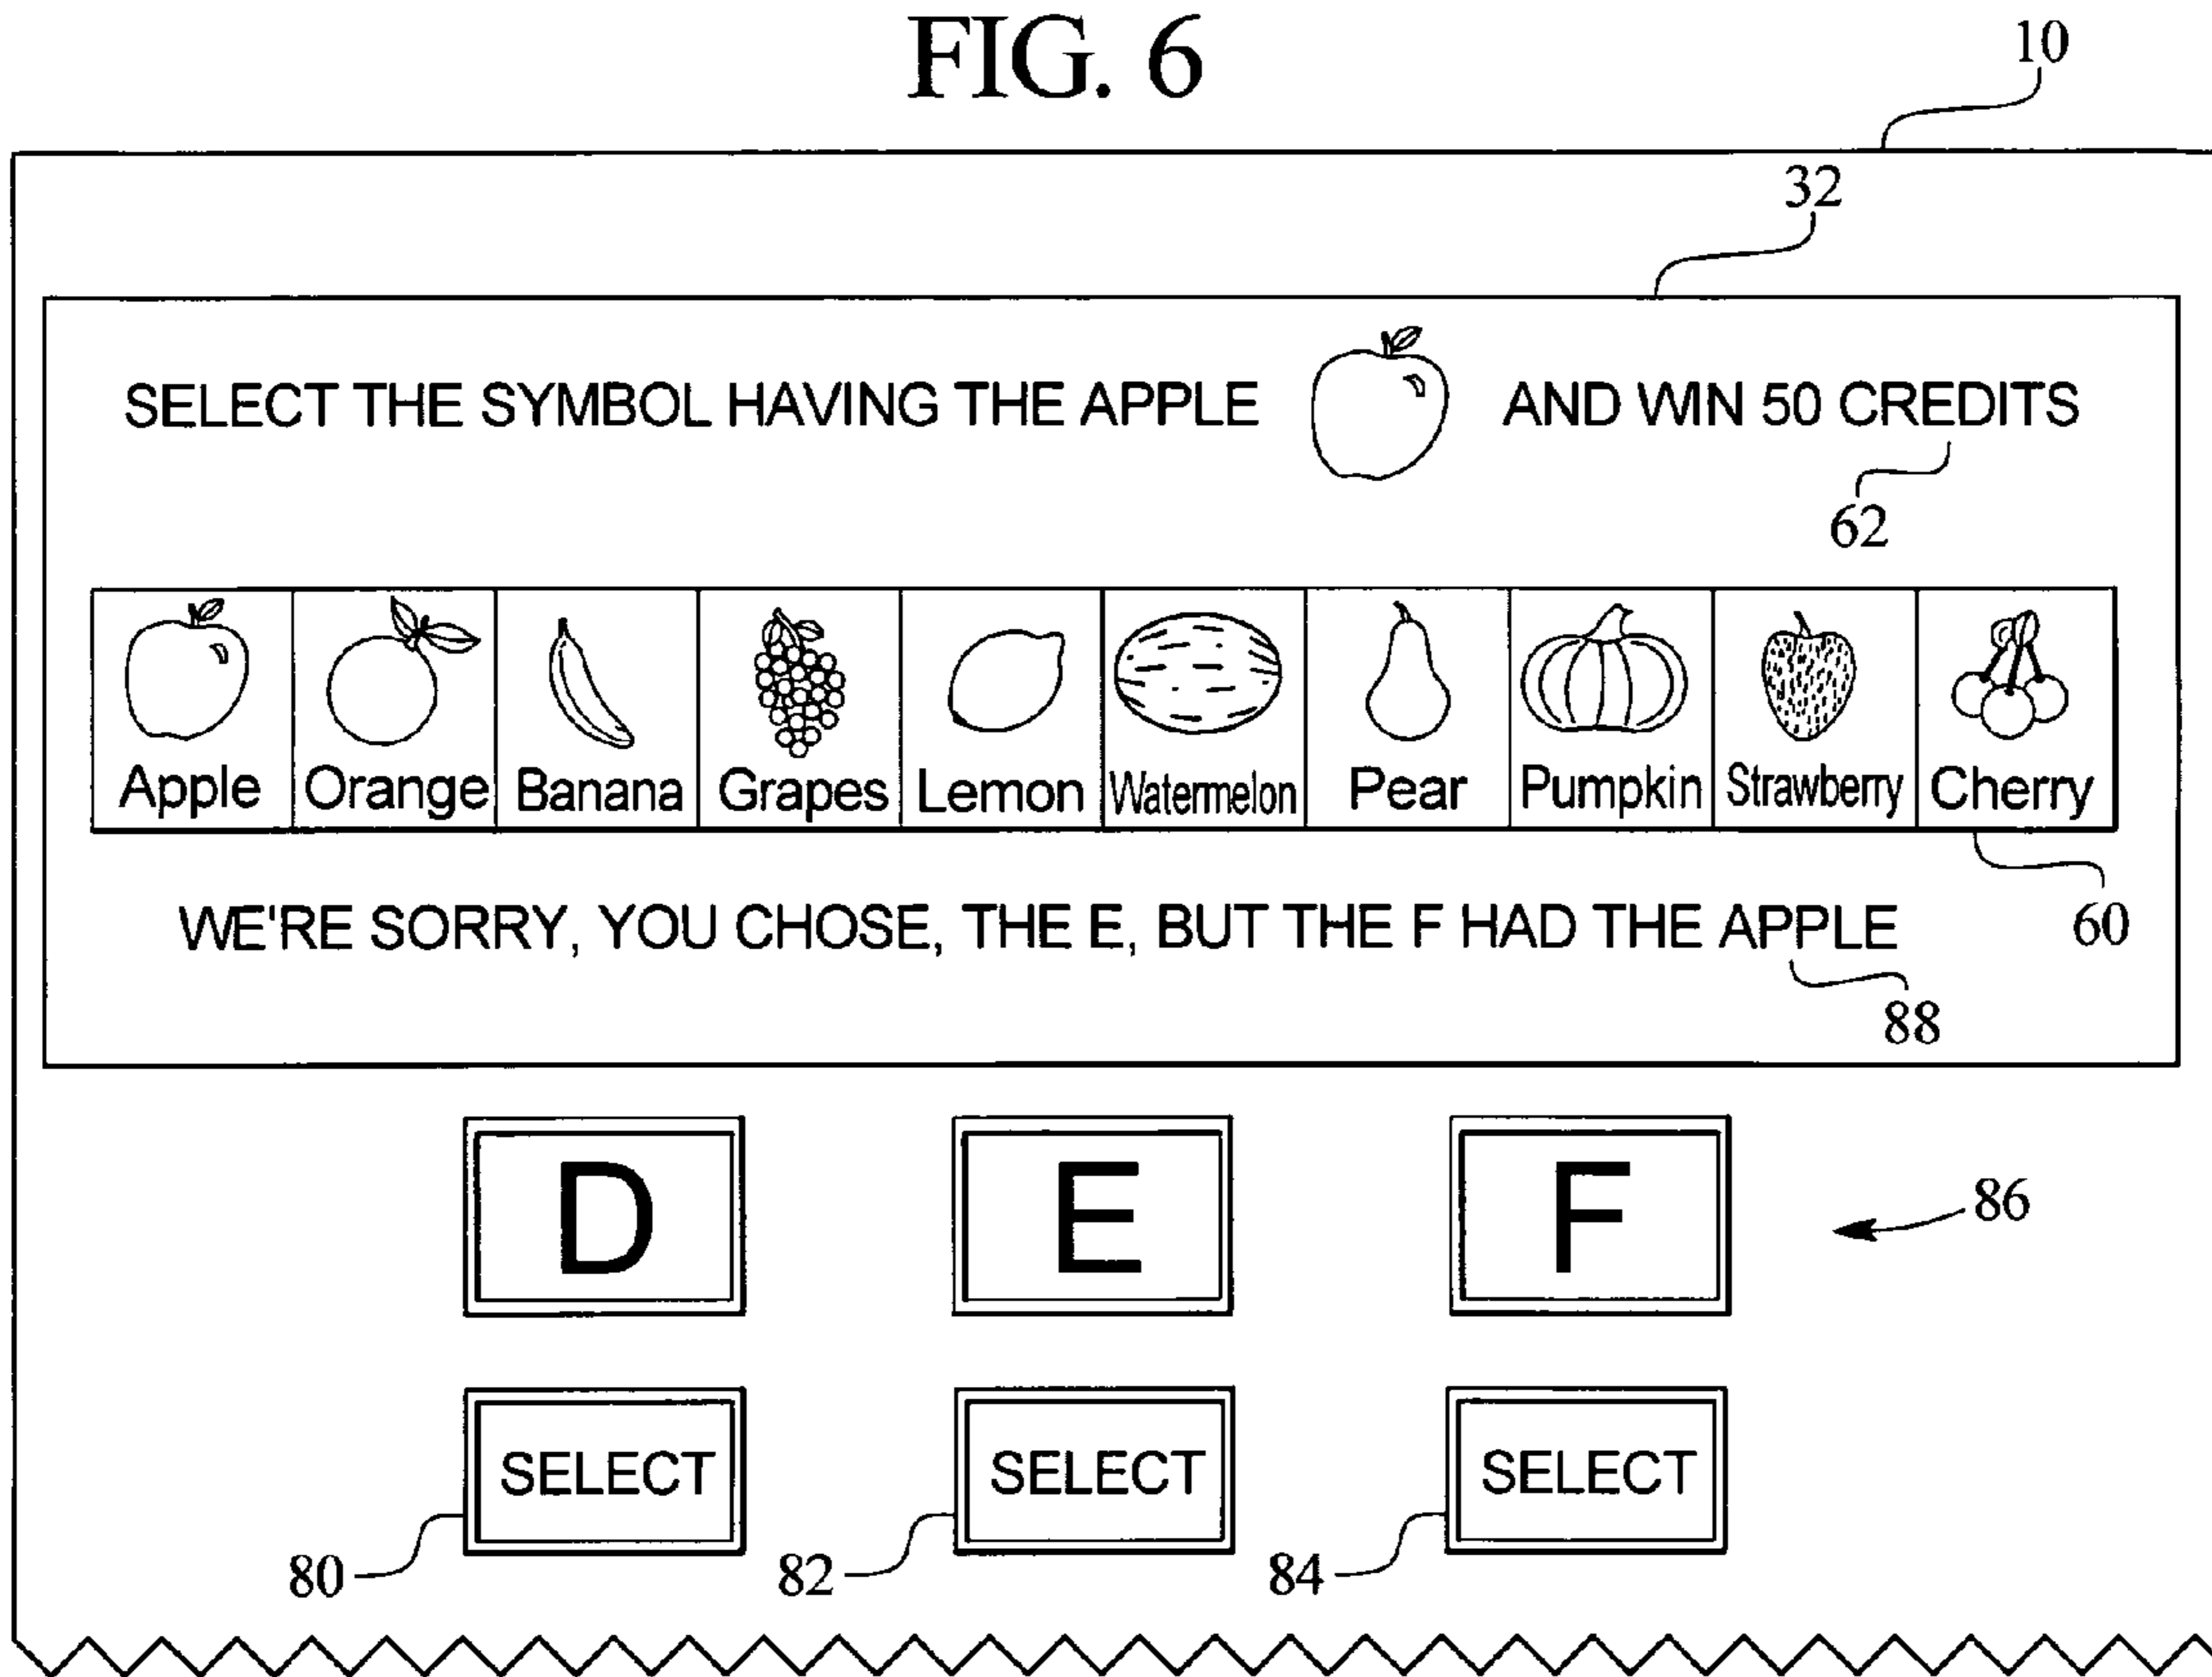 FIG. 6
10
32
SELECT THE SYMBOL HAVING THE APPLE AND WIN 50 CREDITS
62
Apple Orange Banana Grapes Lemon Watermelon Pear Pumpkin Strawberry Cherry
60
WE'RE SORRY, YOU CHOSE, THE E, BUT THE F HAD THE APPLE
88
D E F
86
SELECT SELECT SELECT
80 82 84